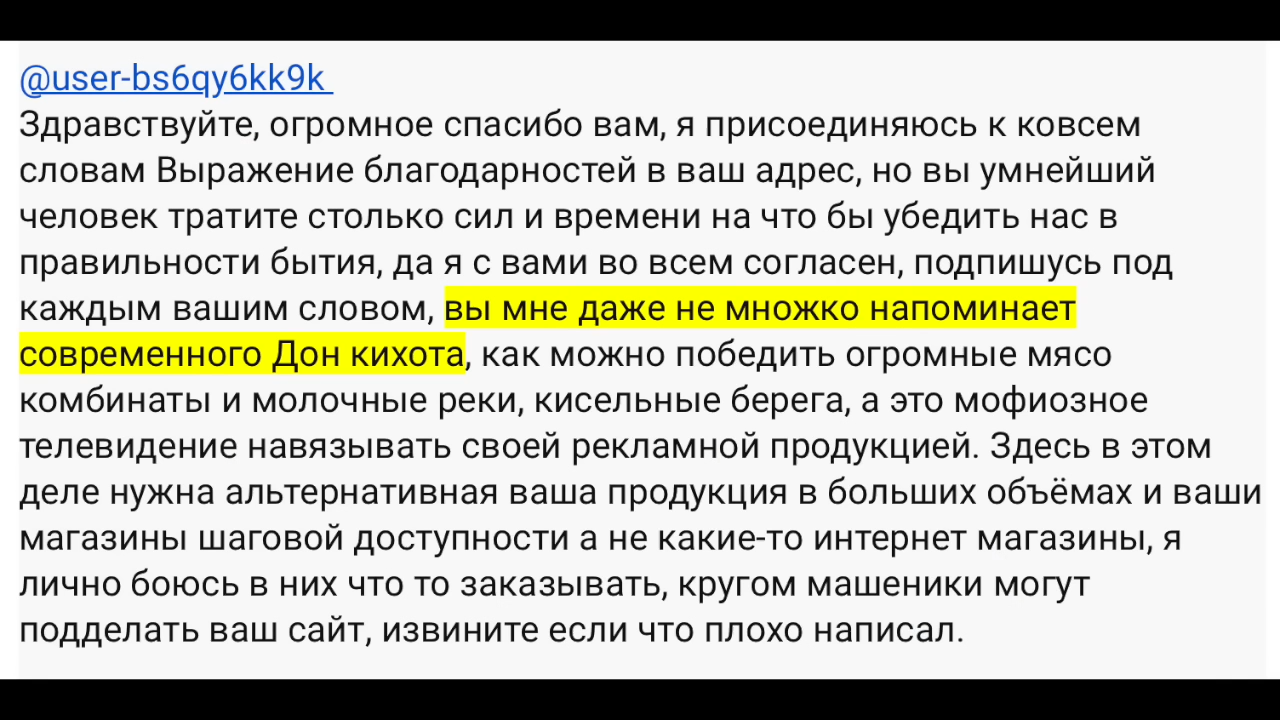 @user-bs6qy6kk9k
Здравствуйте, огромное спасибо вам, я присоединяюсь к ковсем
словам Выражение благодарностей в ваш адрес, но вы умнейший
человек тратите столько сил и времени на что бы убедить нас в
правильности бытия, да я с вами во всем согласен, подпишусь под
каждым вашим словом, вы мне даже не множко напоминает
современного Дон кихота, как можно победить огромные мясо
комбинаты и молочные реки, кисельные берега, а это мофиозное
телевидение навязывать своей рекламной продукцией. Здесь в этом
деле нужна альтернативная ваша продукция в больших объёмах и ваши
магазины шаговой доступности а не какие-то интернет магазины, я
лично боюсь в них что то заказывать, кругом машеники могут
подделать ваш сайт, извините если что плохо написал.